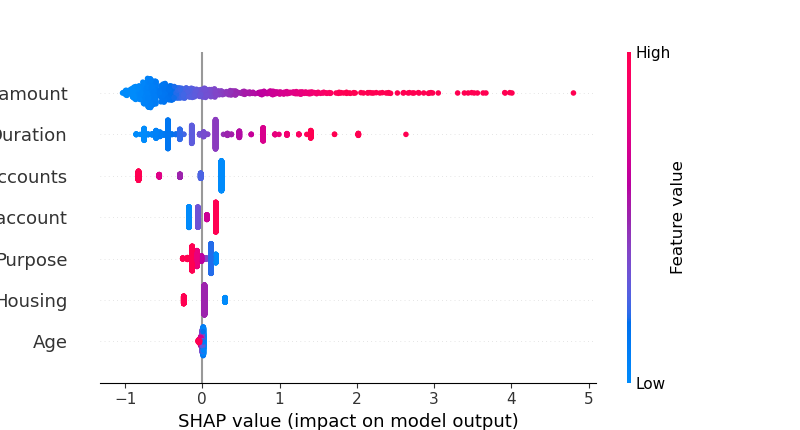 High
amount
Duration
ccounts
account
Purpose
Housing
Age
Feature value
Low
−1 0 1 2 3 4 5
SHAP value (impact on model output)